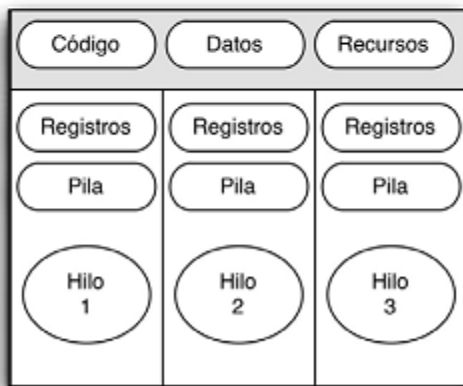 Código Datos Recursos
Registros Registros Registros
Pila Pila Pila
Hilo Hilo Hilo
1 2 3